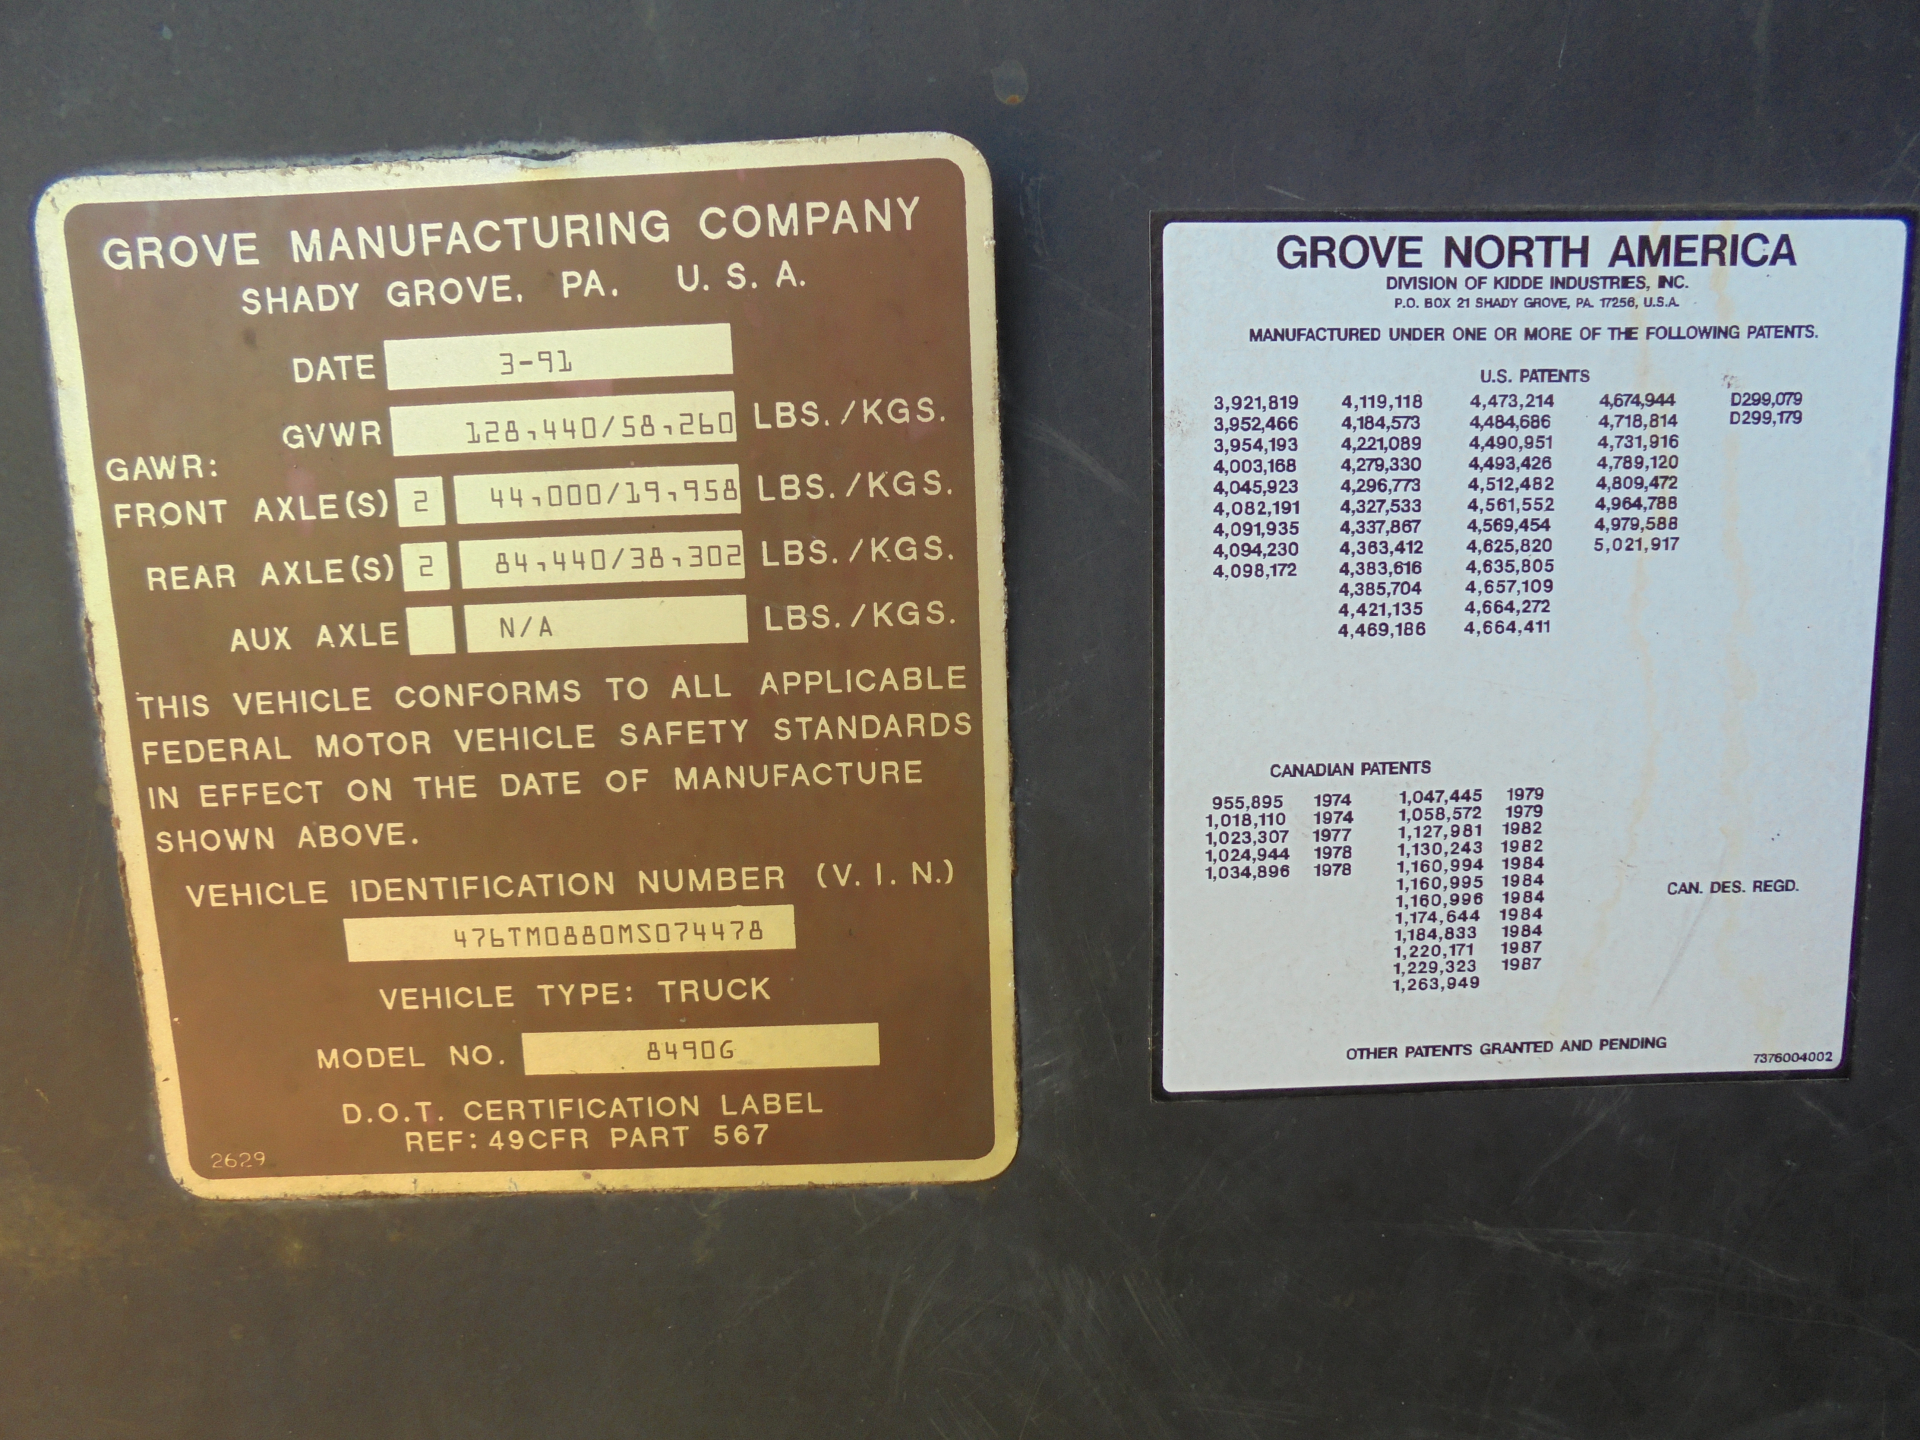 GROVE MANUFACTURING COMPANY
SHADY GROVE, PA. U. S. A.
DATE 3-91
GVWR 128,440/58,260 LBS./KGS.
GAWR:
FRONT AXLE(S) 2 44,000/19,958 LBS./KGS.
REAR AXLE(S) 2 84,440/38,302 LBS./KGS.
AUX AXLE N/A LBS./KGS.
THIS VEHICLE CONFORMS TO ALL APPLICABLE
FEDERAL MOTOR VEHICLE SAFETY STANDARDS
IN EFFECT ON THE DATE OF MANUFACTURE
SHOWN ABOVE.
VEHICLE IDENTIFICATION NUMBER (V. I. N.)
476TM0880MS074478
VEHICLE TYPE: TRUCK
MODEL NO. 8490G
D.O.T. CERTIFICATION LABEL
REF: 49CFR PART 567
2629
GROVE NORTH AMERICA
DIVISION OF KIDDE INDUSTRIES, INC.
P.O. BOX 21 SHADY GROVE, PA. 17256, U.S.A.
MANUFACTURED UNDER ONE OR MORE OF THE FOLLOWING PATENTS.
U.S. PATENTS
3,921,819 4,119,118 4,473,214 4,674,944 D299,079
3,952,466 4,184,573 4,484,686 4,718,814 D299,179
3,954,193 4,221,089 4,490,951 4,731,916
4,003,168 4,279,330 4,493,426 4,789,120
4,045,923 4,296,773 4,512,482 4,809,472
4,082,191 4,327,533 4,561,552 4,964,788
4,091,935 4,337,867 4,569,454 4,979,588
4,094,230 4,363,412 4,625,820 5,021,917
4,098,172 4,383,616 4,635,805
4,385,704 4,657,109
4,421,135 4,664,272
4,469,186 4,664,411
CANADIAN PATENTS
955,895 1974 1,047,445 1979
1,018,110 1974 1,058,572 1979
1,023,307 1977 1,127,981 1982
1,024,944 1978 1,130,243 1982
1,034,896 1978 1,160,994 1984
1,160,995 1984
CAN. DES. REGD.
1,160,996 1984
1,174,644 1984
1,184,833 1984
1,220,171 1987
1,229,323 1987
1,263,949
OTHER PATENTS GRANTED AND PENDING
7376004002